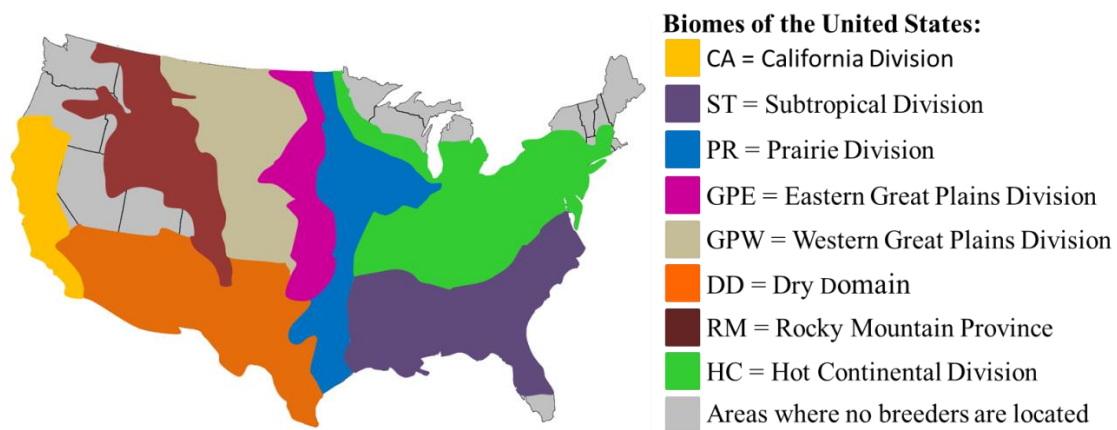 Biomes of the United States:
CA = California Division
ST = Subtropical Division
PR = Prairie Division
GPE = Eastern Great Plains Division
GPW = Western Great Plains Division
DD = Dry Domain
RM = Rocky Mountain Province
HC = Hot Continental Division
Areas where no breeders are located